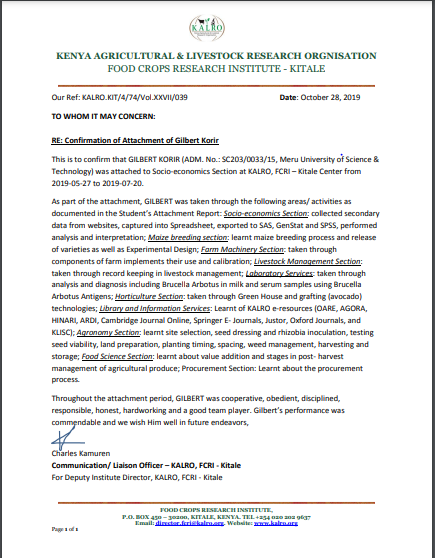 KALRO
KENYA AGRICULTURAL & LIVESTOCK RESEARCH ORGNISATION
FOOD CROPS RESEARCH INSTITUTE - KITALE
Our Ref: KALRO.KIT/4/74/Vol.XXVII/039 Date: October 28, 2019
TO WHOM IT MAY CONCERN:
RE: Confirmation of Attachment of Gilbert Korir
This is to confirm that GILBERT KORIR (ADM. No.: SC203/0033/15, Meru University of Science &
Technology) was attached to Socio-economics Section at KALRO, FCRI – Kitale Center from
2019-05-27 to 2019-07-20.
As part of the attachment, GILBERT was taken through the following areas/ activities as
documented in the Student's Attachment Report: Socio-economics Section: collected secondary
data from websites, captured into Spreadsheet, exported to SAS, GenStat and SPSS, performed
analysis and interpretation; Maize breeding section: learnt maize breeding process and release
of varieties as well as Experimental Design; Farm Machinery Section: taken through
components of farm implements their use and calibration; Livestock Management Section:
taken through record keeping in livestock management; Laboratory Services: taken through
analysis and diagnosis including Brucella Arbotus in milk and serum samples using Brucella
Arbotus Antigens; Horticulture Section: taken through Green House and grafting (avocado)
technologies; Library and Information Services: Learnt of KALRO e-resources (OARE, AGORA,
HINARI, ARDI, Cambridge Journal Online, Springer E- Journals, Justor, Oxford Journals, and
KLISC); Agronomy Section: learnt site selection, seed dressing and rhizobia inoculation, testing
seed viability, land preparation, planting timing, spacing, weed management, harvesting and
storage; Food Science Section: learnt about value addition and stages in post- harvest
management of agricultural produce; Procurement Section: Learnt about the procurement
process.
Throughout the attachment period, GILBERT was cooperative, obedient, disciplined,
responsible, honest, hardworking and a good team player. Gilbert's performance was
commendable and we wish Him well in future endeavors,
Charles Kamuren
Communication/ Liaison Officer – KALRO, FCRI - Kitale
For Deputy Institute Director, KALRO, FCRI - Kitale
FOOD CROPS RESEARCH INSTITUTE,
P.O. BOX 450 – 30200, KITALE, KENYA. TEL +254 020 202 9637
Email: director.fcri@kalro.org. Website: www.kalro.org
Page 1 of 1